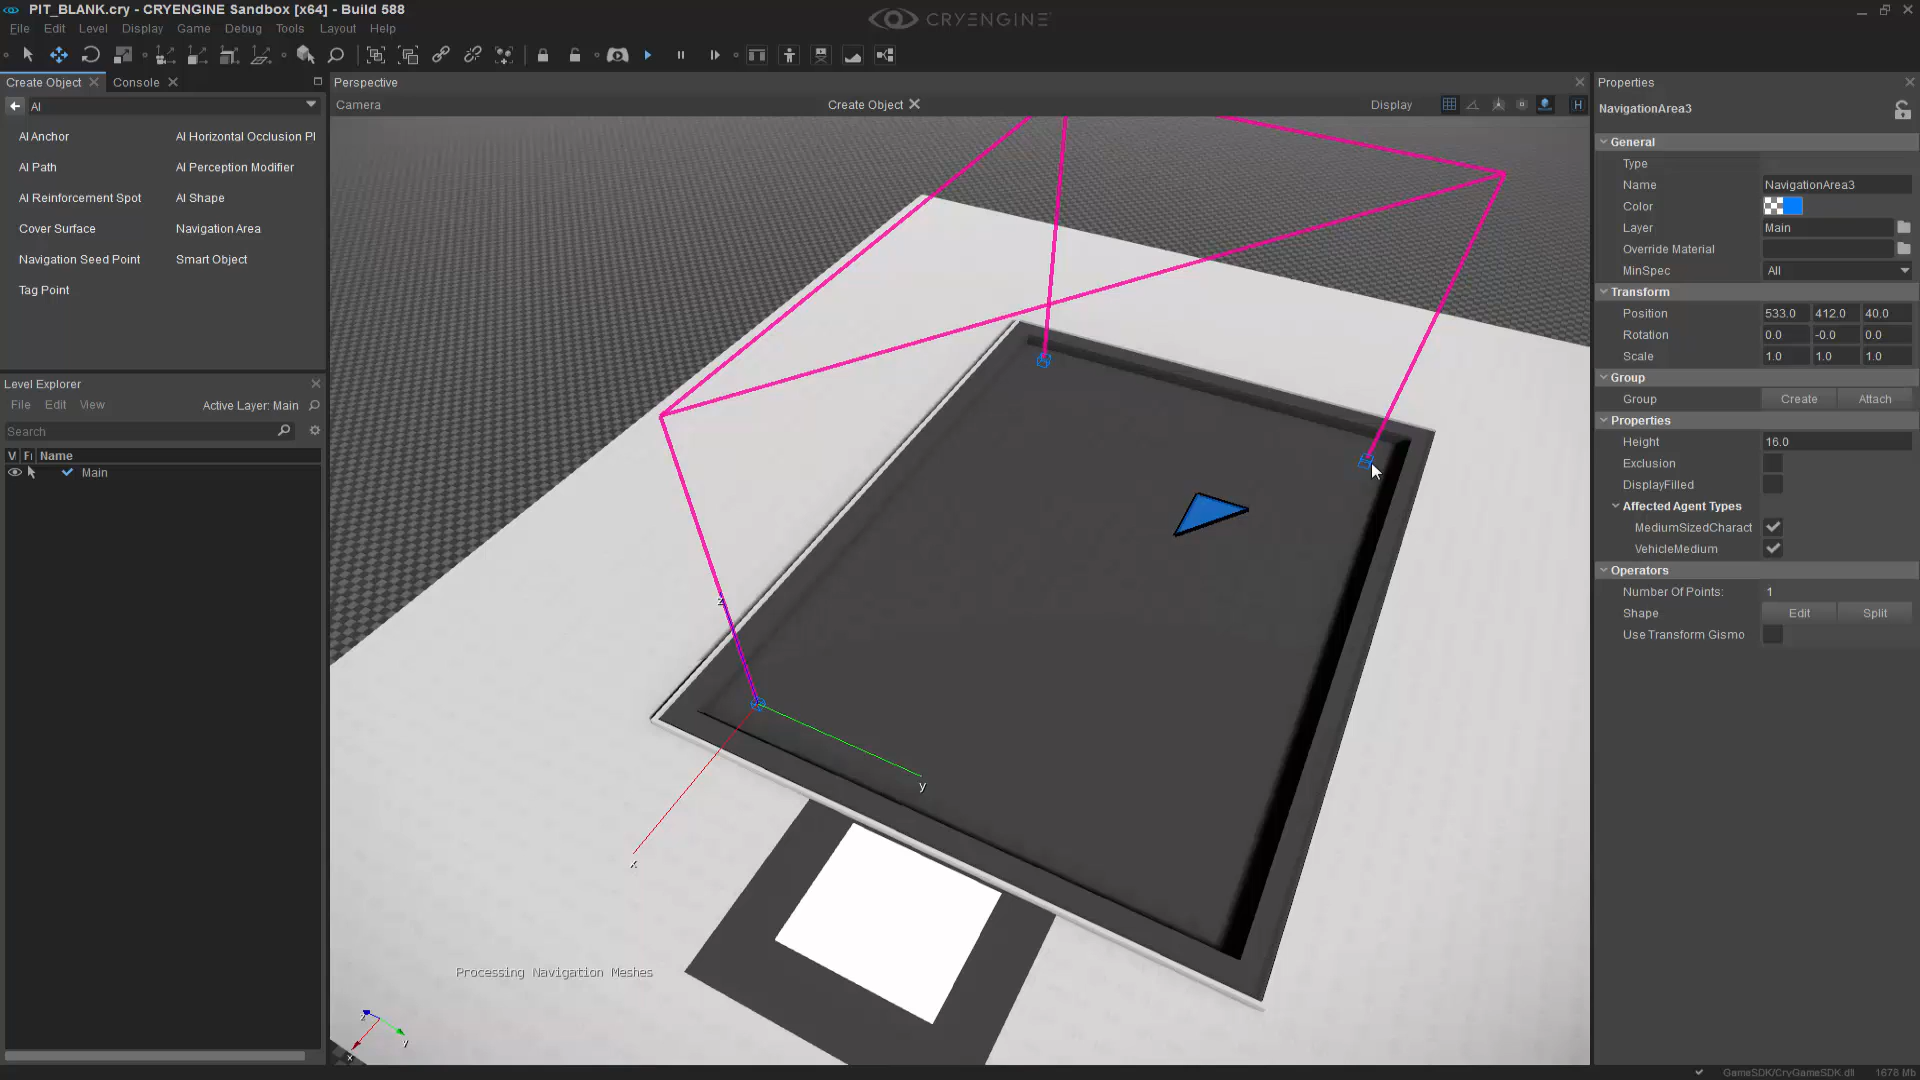 PIT_BLANK.cry - CRYENGINE Sandbox [x64] - Build 588
CRYENGINE
File Edit Level Display Game Debug Tools Layout Help
Create Object
Console
AI
AI Anchor
AI Horizontal Occlusion Pl
AI Path
AI Perception Modifier
AI Reinforcement Spot
AI Shape
Cover Surface
Navigation Area
Navigation Seed Point
Smart Object
Tag Point
Level Explorer
File Edit View
Active Layer: Main
Search
V Fr Name
Main
Perspective
Camera
Create Object
Display
H
z
y
x
Processing Navigation Meshes
z
y
x
Properties
NavigationArea3
General
Type
Name NavigationArea3
Color
Layer Main
Override Material
MinSpec All
Transform
Position 533.0 412.0 40.0
Rotation 0.0 -0.0 0.0
Scale 1.0 1.0 1.0
Group
Group Create Attach
Properties
Height 16.0
Exclusion
DisplayFilled
Affected Agent Types
MediumSizedCharact
VehicleMedium
Operators
Number Of Points: 1
Shape Edit Split
Use Transform Gismo
GameSDK/CryGameSDK.dll 1678 Mb